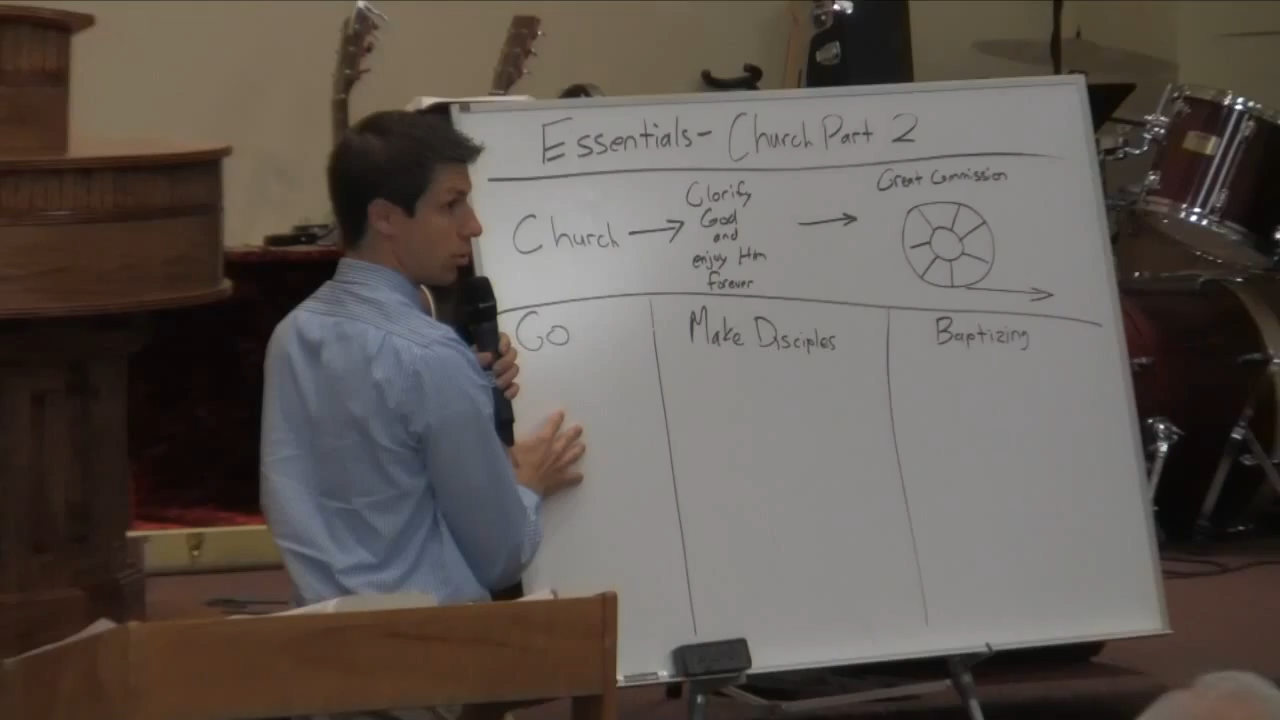 Essentials- Church Part 2
Church
Glorify
God
and
enjoy Him
forever
Great Commission
Go
Make Disciples
Baptizing